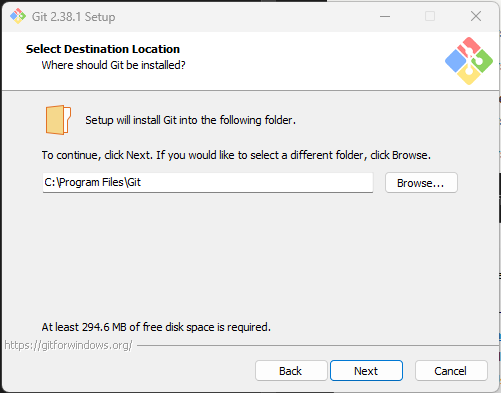 Git 2.38.1 Setup
Select Destination Location
Where should Git be installed?
Setup will install Git into the following folder.
To continue, click Next. If you would like to select a different folder, click Browse.
C:\Program Files\Git
Browse...
At least 294.6 MB of free disk space is required.
https://gitforwindows.org/
Back
Next
Cancel